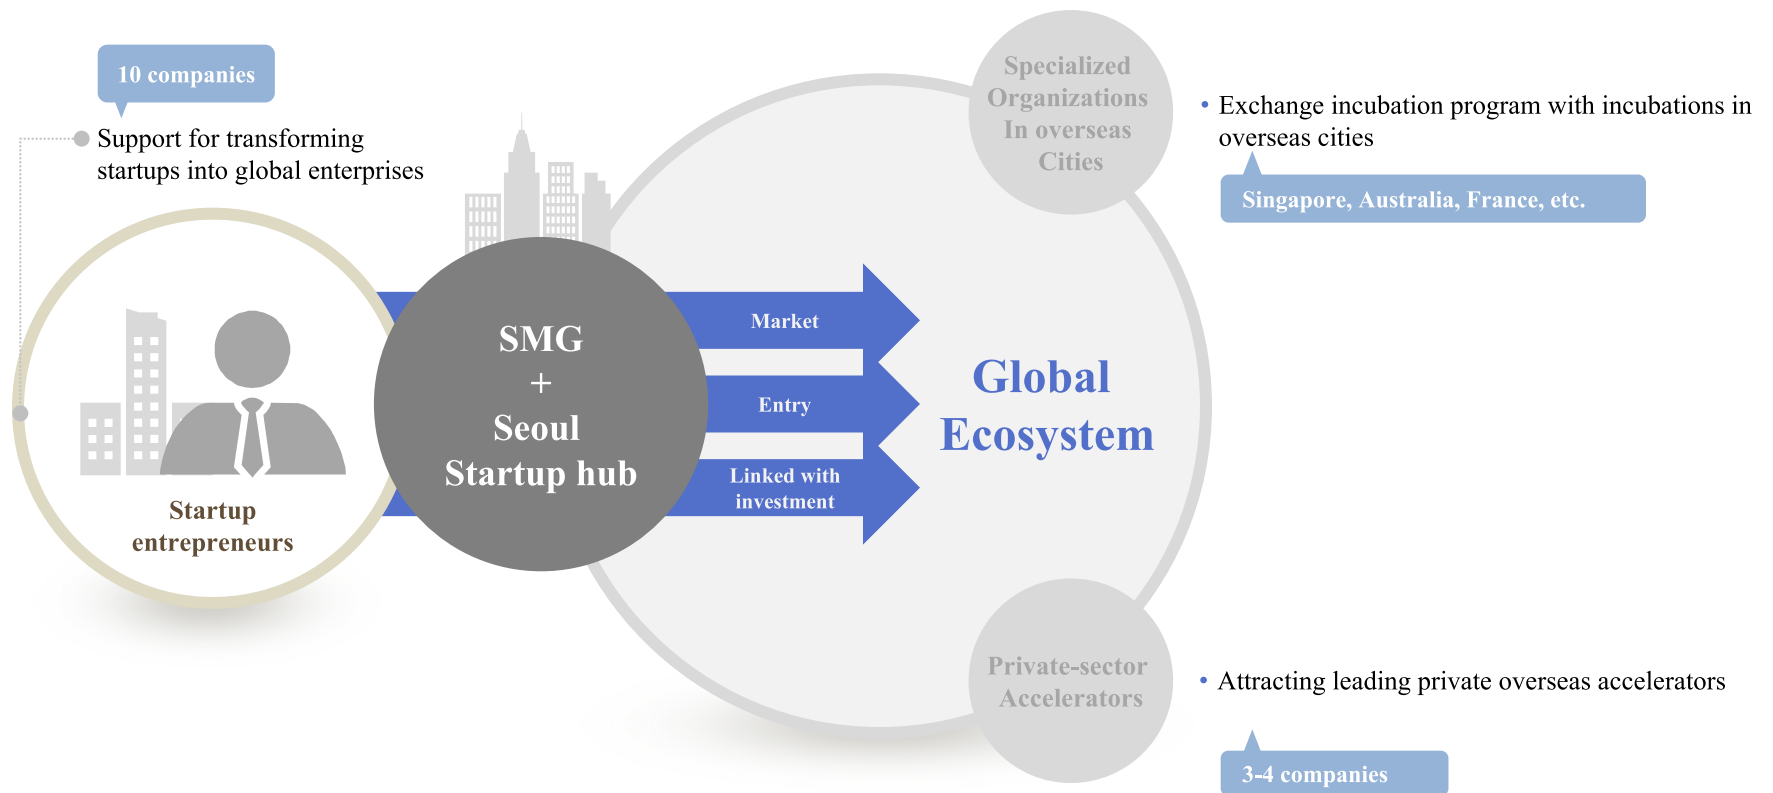 10 companies
Support for transforming
startups into global enterprises
Startup
entrepreneurs
SMG
+
Seoul
Startup hub
Market
Entry
Linked with
investment
Global
Ecosystem
Specialized
Organizations
In overseas
Cities
• Exchange incubation program with incubations in
overseas cities
Singapore, Australia, France, etc.
Private-sector
Accelerators
• Attracting leading private overseas accelerators
3-4 companies